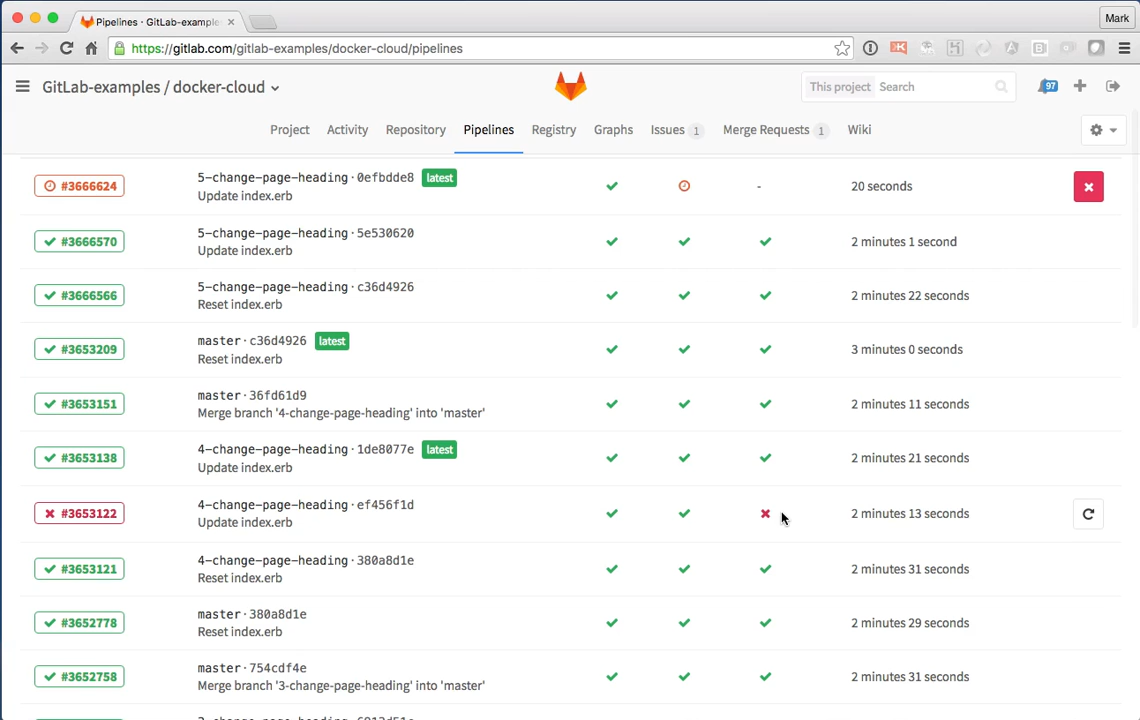 Pipelines · GitLab-example
Mark
https://gitlab.com/gitlab-examples/docker-cloud/pipelines
GitLab-examples / docker-cloud
This project Search
97
Project Activity Repository Pipelines Registry Graphs Issues 1 Merge Requests 1 Wiki
5-change-page-heading · 0efbdde8 latest
#3666624 - 20 seconds
Update index.erb
5-change-page-heading · 5e530620
#3666570 2 minutes 1 second
Update index.erb
5-change-page-heading · c36d4926
#3666566 2 minutes 22 seconds
Reset index.erb
master · c36d4926 latest
#3653209 3 minutes 0 seconds
Reset index.erb
master · 36fd61d9
#3653151 2 minutes 11 seconds
Merge branch '4-change-page-heading' into 'master'
4-change-page-heading · 1de8077e latest
#3653138 2 minutes 21 seconds
Update index.erb
4-change-page-heading · ef456f1d
#3653122 2 minutes 13 seconds
Update index.erb
4-change-page-heading · 380a8d1e
#3653121 2 minutes 31 seconds
Reset index.erb
master · 380a8d1e
#3652778 2 minutes 29 seconds
Reset index.erb
master · 754cdf4e
#3652758 2 minutes 31 seconds
Merge branch '3-change-page-heading' into 'master'